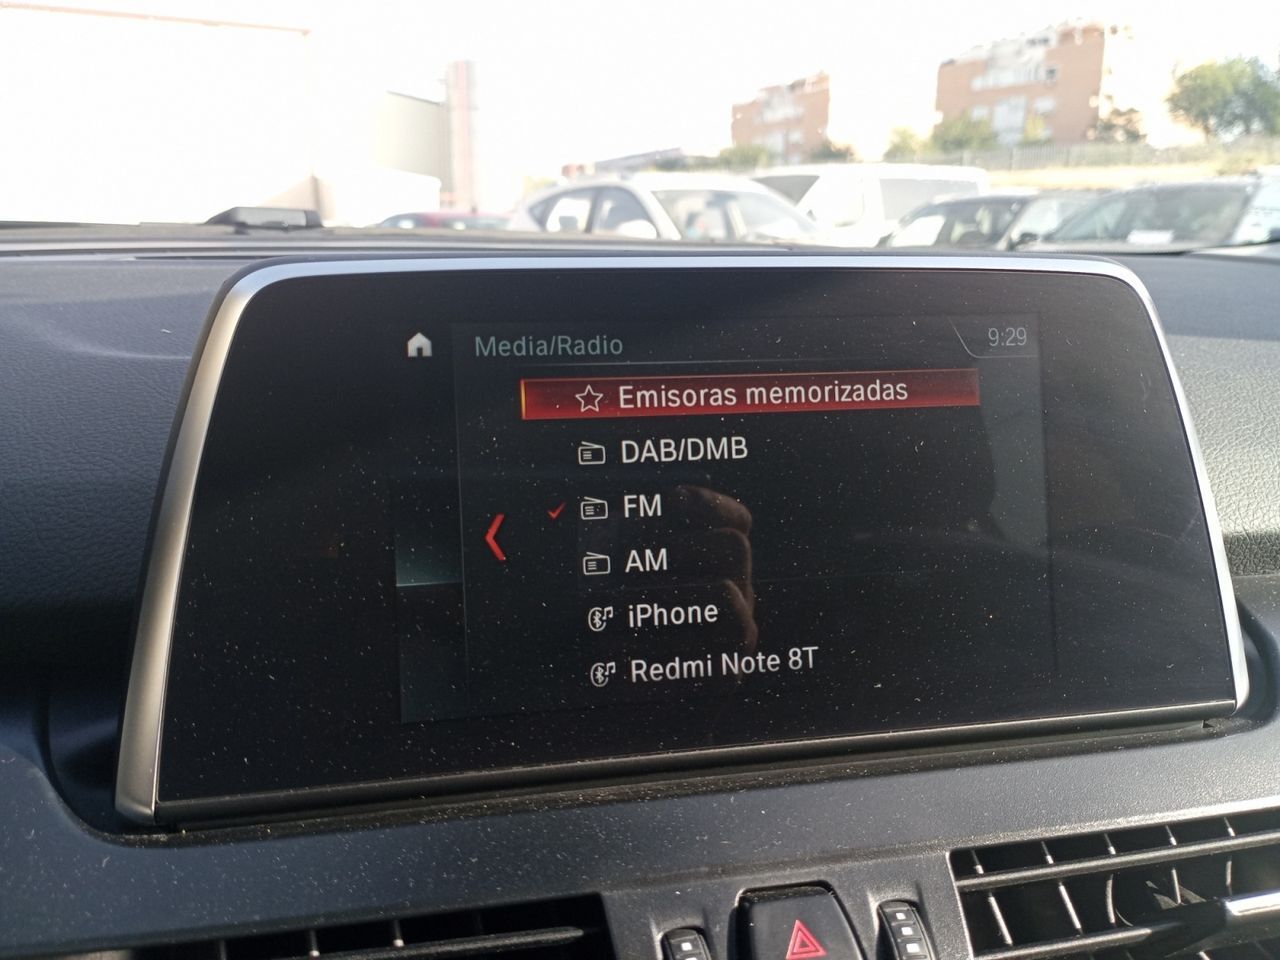 Media/Radio
9:29
Emisoras memorizadas
DAB/DMB
FM
AM
iPhone
Redmi Note 8T